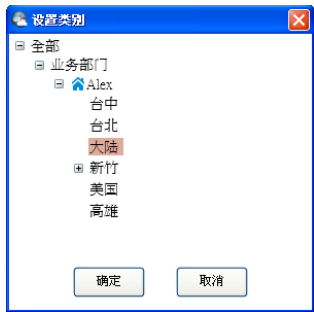 设置类别
全部
业务部门
Alex
台中
台北
大陆
新竹
美国
高雄
确定 取消